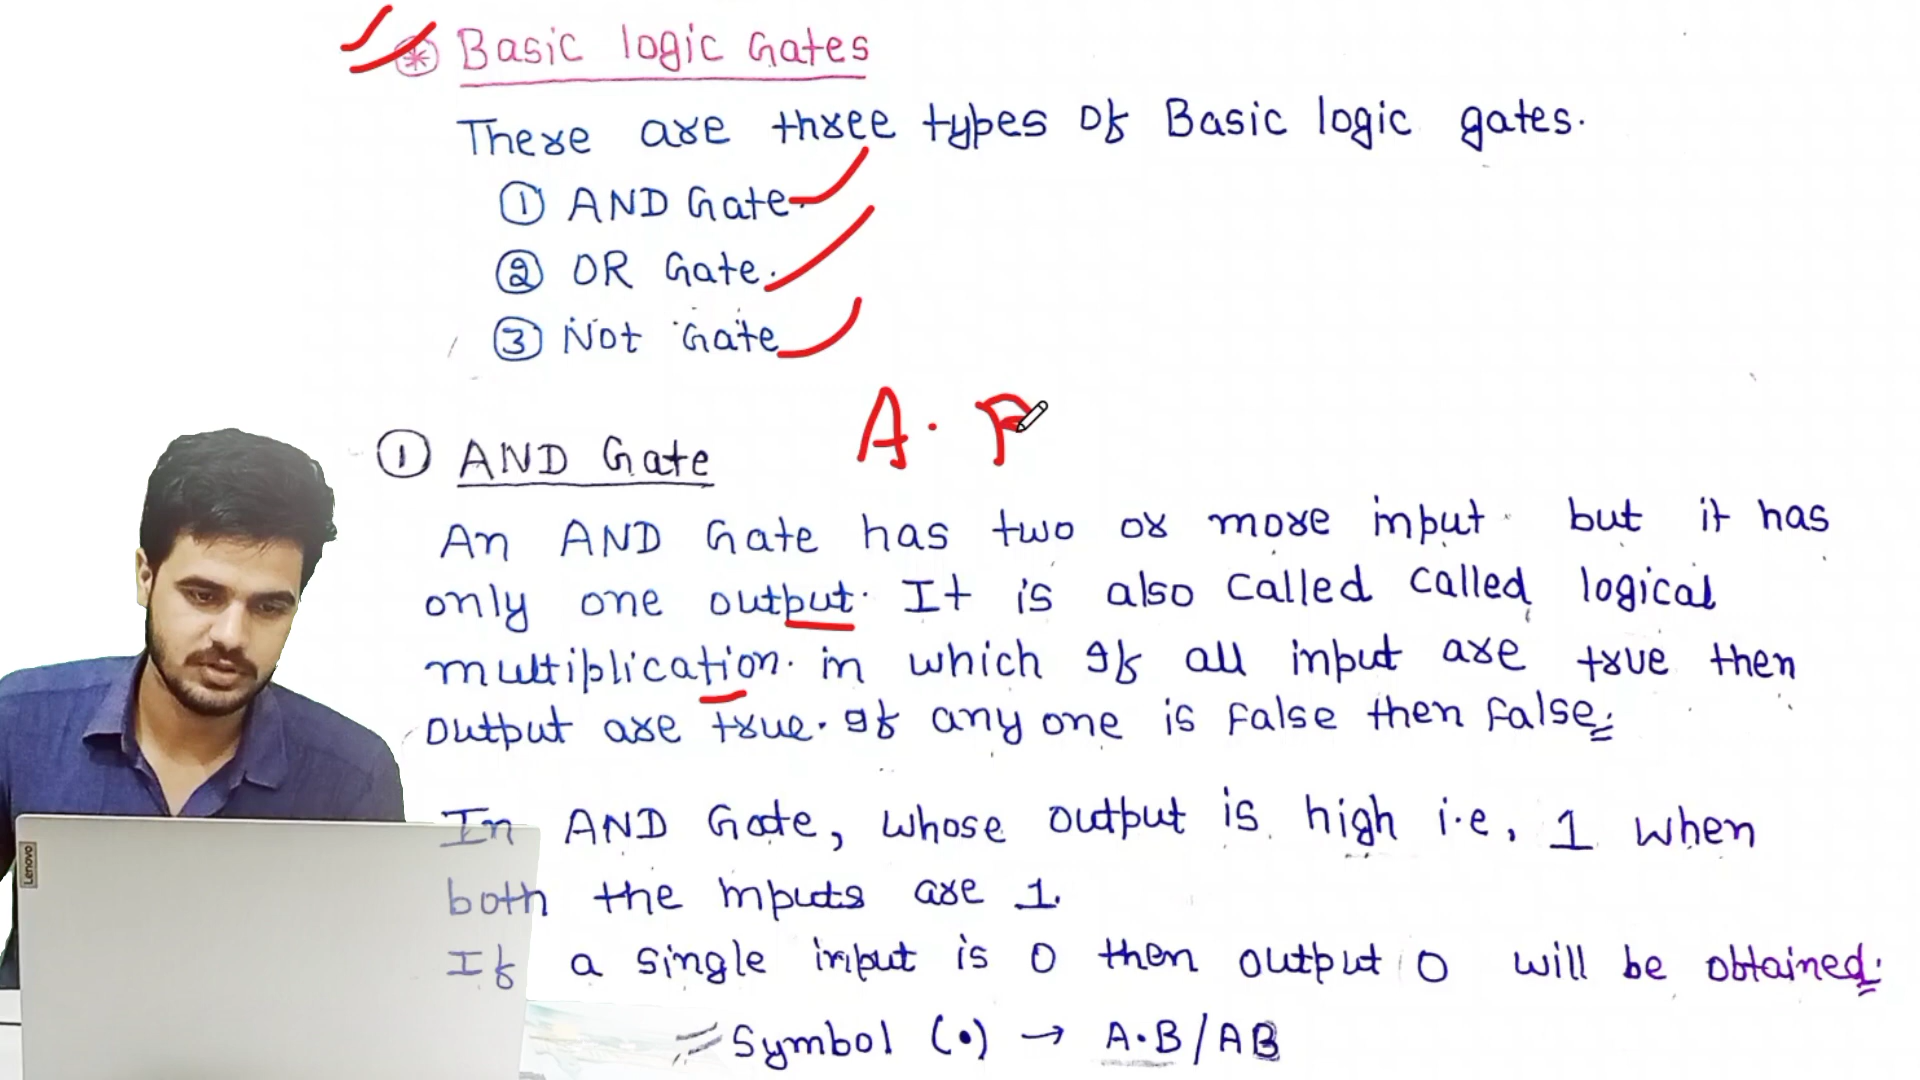 Basic logic Gates
There are three types of Basic logic gates.
① AND Gate.
② OR Gate.
③ Not Gate
A.
① AND Gate
An AND Gate has two or more input but it has
only one output. It is also called called logical
multiplication. in which If all input are true then
output are true. If any one is false then false.
In AND Gate, whose output is high i.e, 1 when
both the inputs are 1.
If a single input is 0 then output 0 will be obtained.
Symbol (•) → A.B/AB
Lenovo